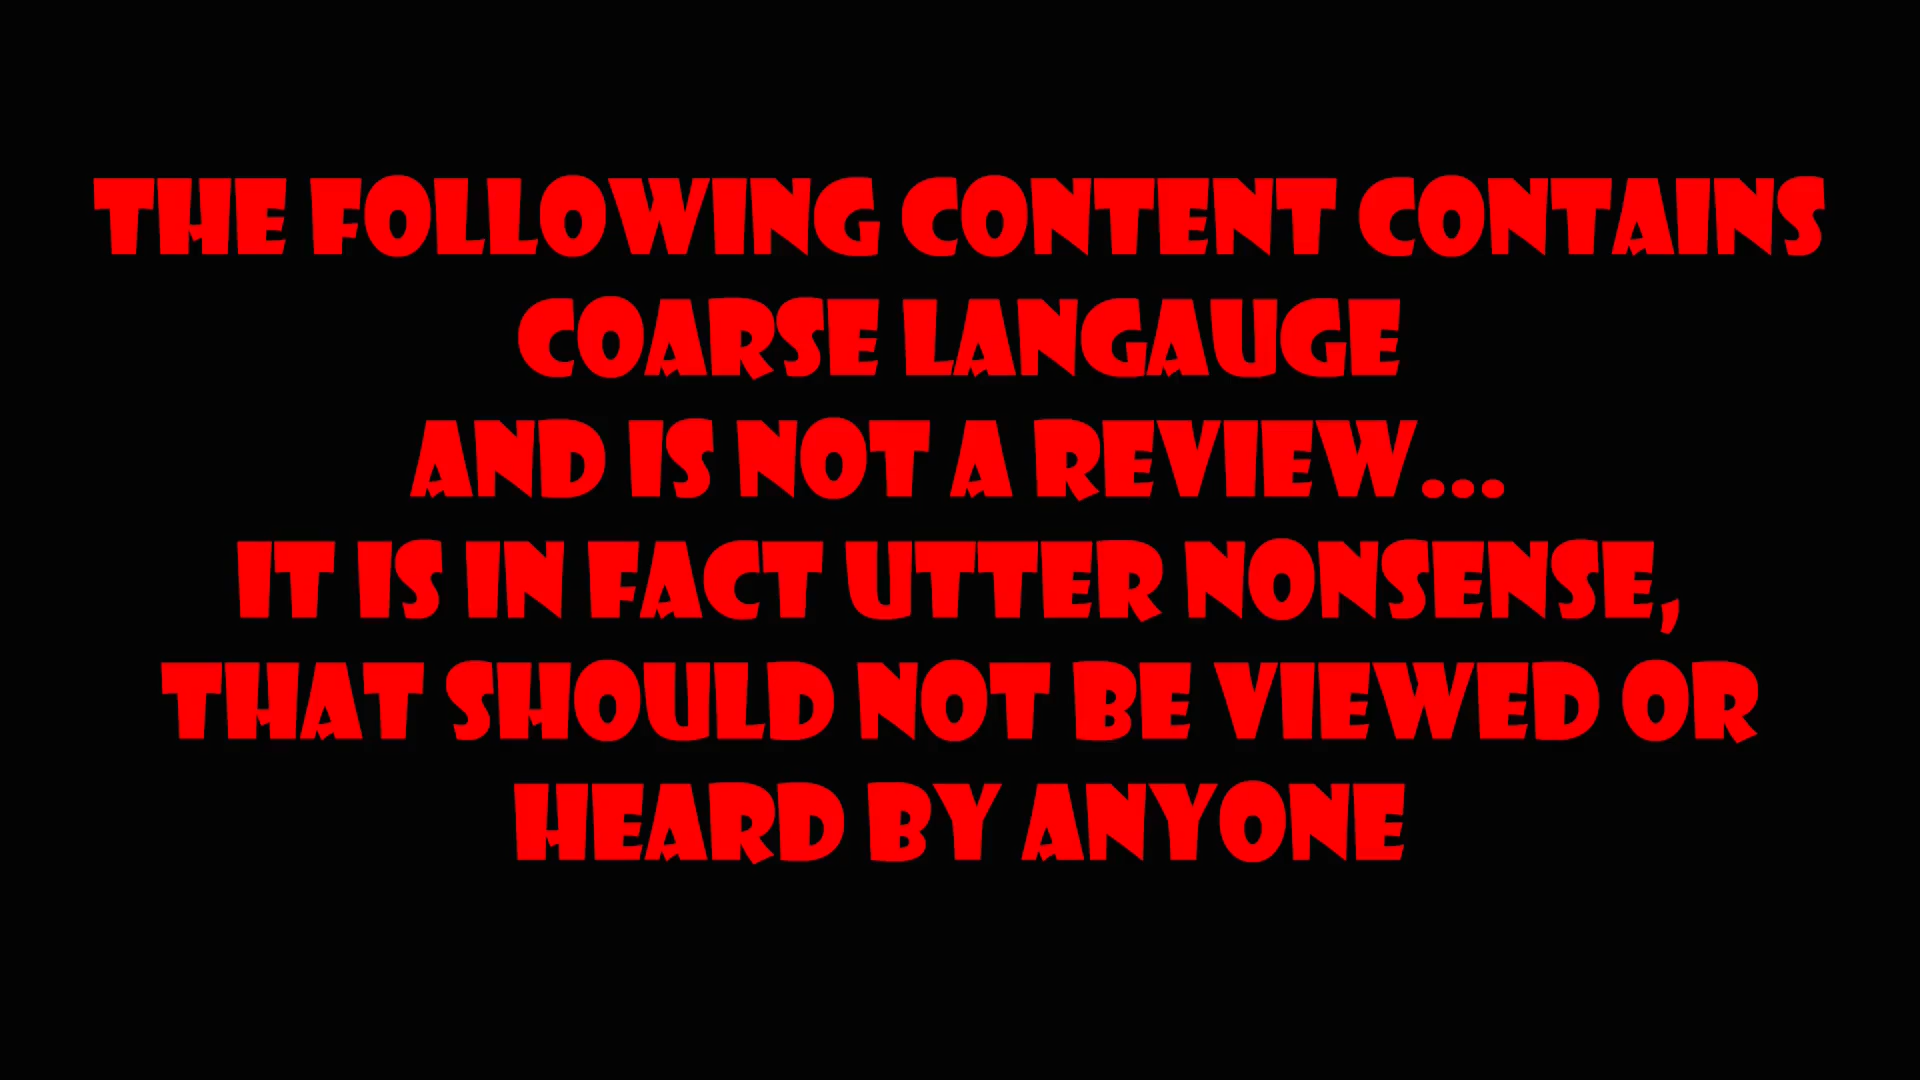 THE FOLLOWING CONTENT CONTAINS
COARSE LANGAUGE
AND IS NOT A REVIEW...
IT IS IN FACT UTTER NONSENSE,
THAT SHOULD NOT BE VIEWED OR
HEARD BY ANYONE